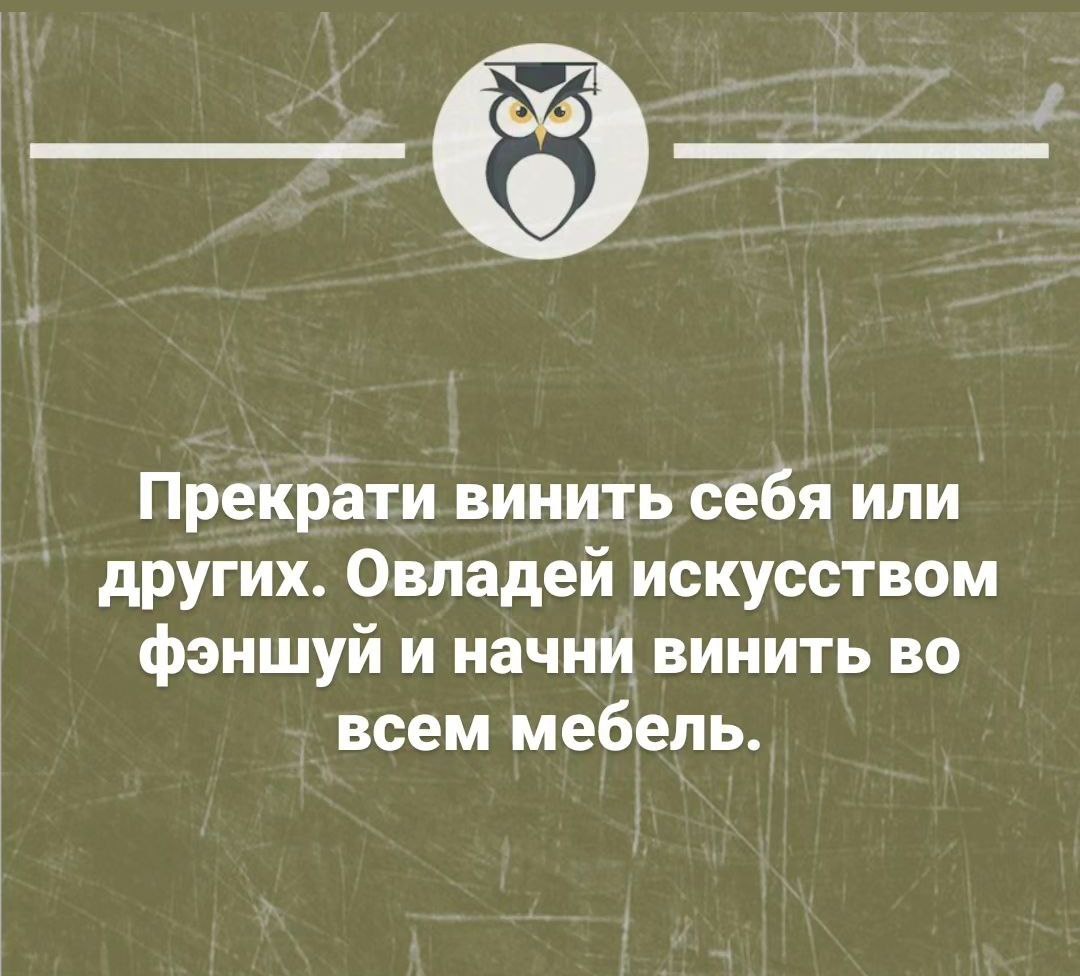 Прекрати винить себя или
других. Овладей искусством
фэншуй и начни винить во
всем мебель.